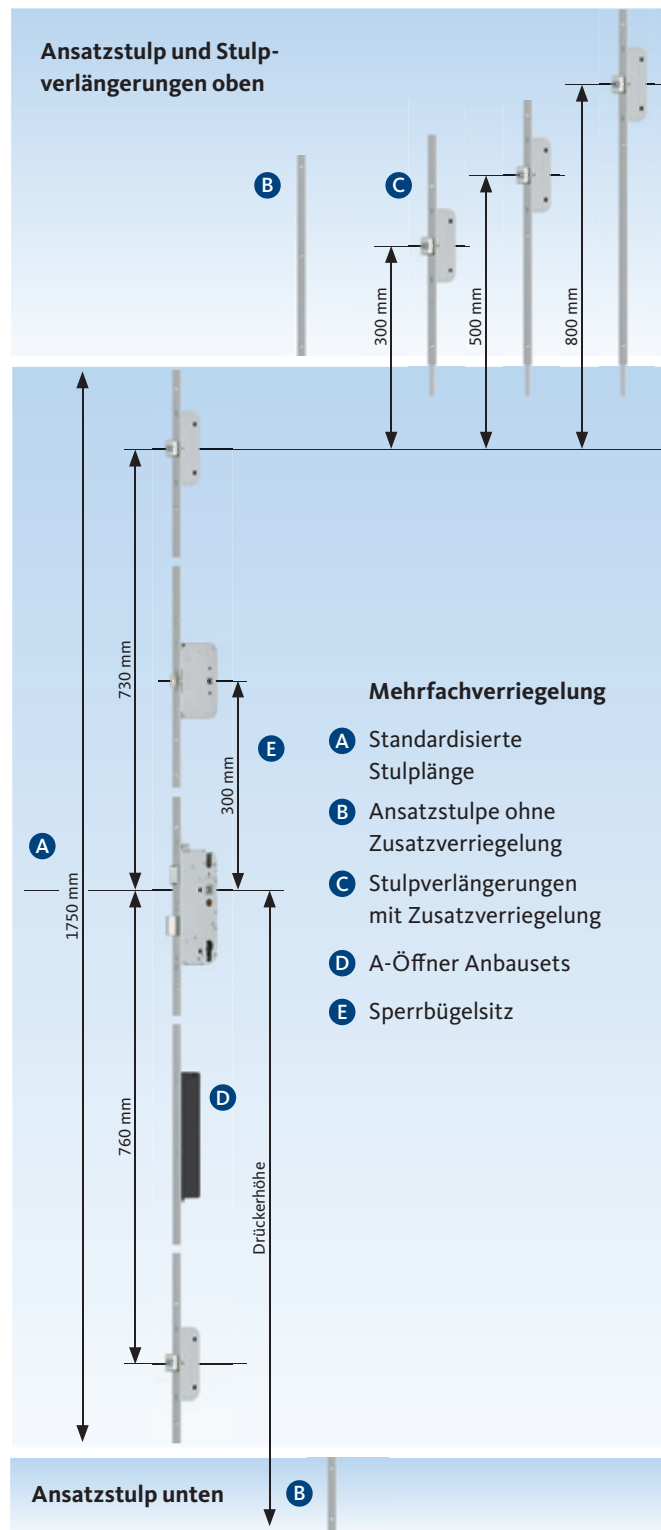 Ansatzstulp und Stulp-
verlängerungen oben
B
C
300 mm
500 mm
800 mm
730 mm
E
300 mm
A
1750 mm
Mehrfachverriegelung
A Standardisierte
Stulplänge
B Ansatzstulpe ohne
Zusatzverriegelung
C Stulpverlängerungen
mit Zusatzverriegelung
D A-Öffner Anbausets
E Sperrbügelsitz
D
760 mm
Drückerhöhe
Ansatzstulp unten
B